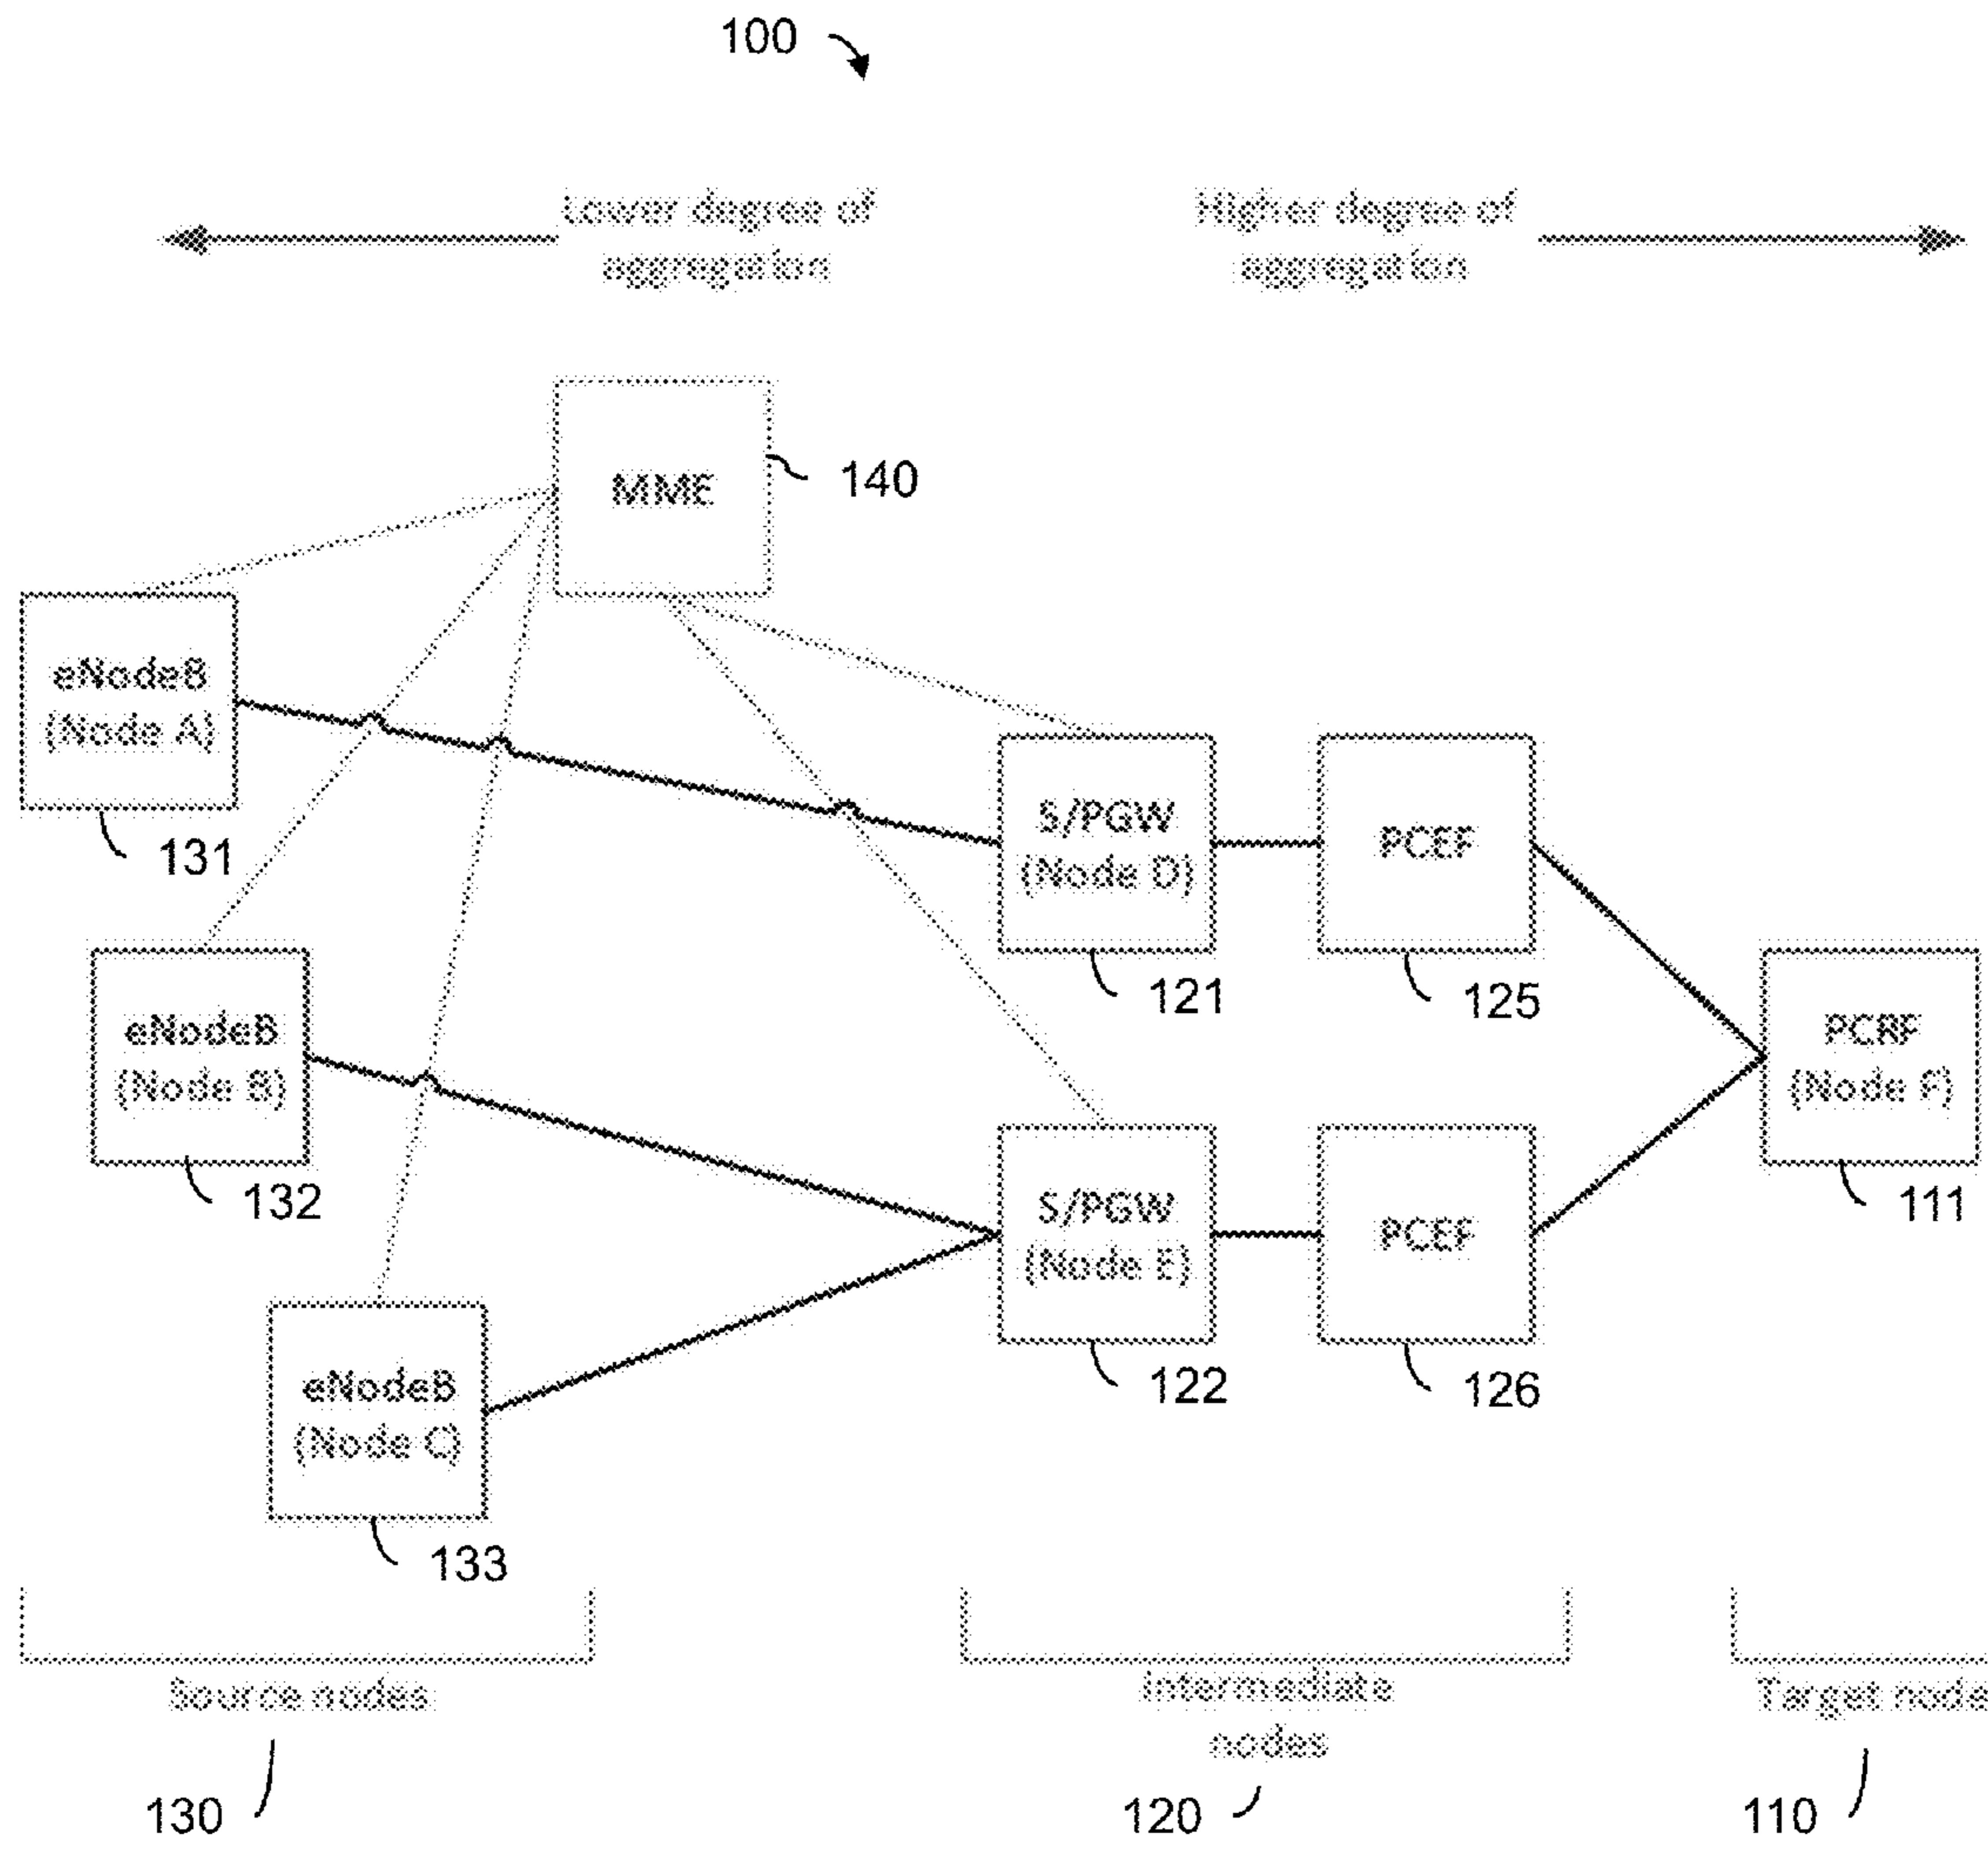 100
Lower degree of
aggregation
Higher degree of
aggregation
MME
140
eNodeB
(Node A)
131
S/PGW
(Node D)
121
PCEF
125
eNodeB
(Node B)
132
PCRF
(Node F)
111
S/PGW
(Node E)
122
PCEF
126
eNodeB
(Node C)
133
Source nodes
Intermediate
nodes
Target node
130
120
110